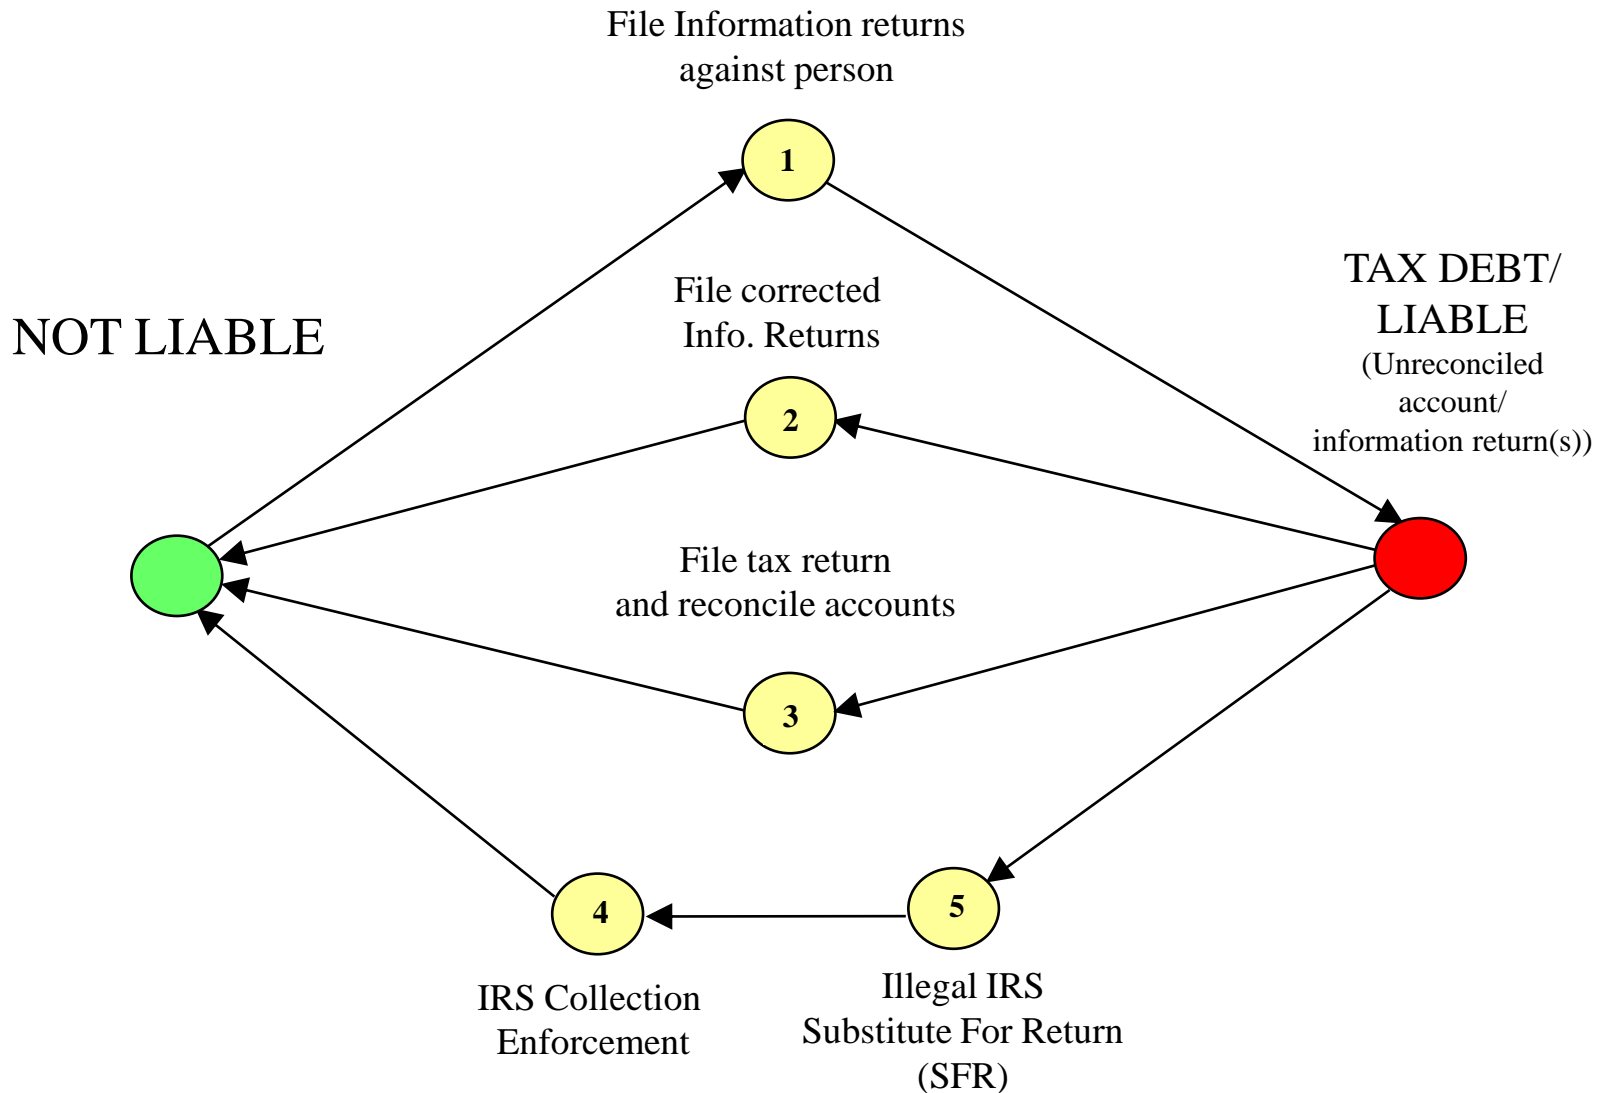 File Information returns
against person
1
NOT LIABLE
File corrected
Info. Returns
TAX DEBT/
LIABLE
(Unreconciled
account/
information return(s))
2
File tax return
and reconcile accounts
3
4
5
IRS Collection
Enforcement
Illegal IRS
Substitute For Return
(SFR)